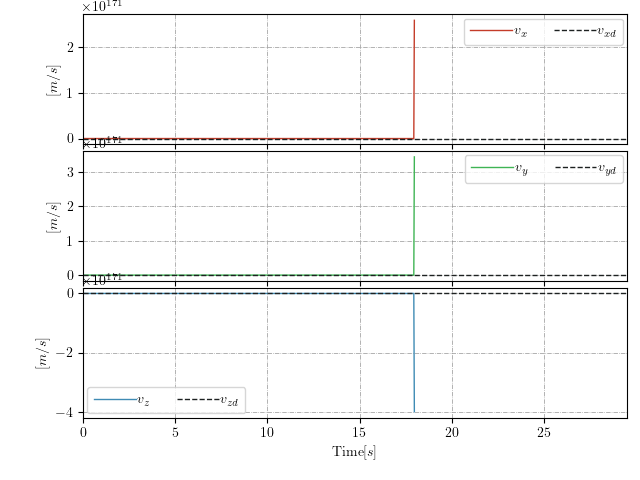 ×10^171
2
1
0
[m/s]
v_x
v_xd
×10^171
3
2
1
0
[m/s]
v_y
v_yd
×10^171
0
−2
−4
[m/s]
v_z
v_zd
0 5 10 15 20 25
Time[s]